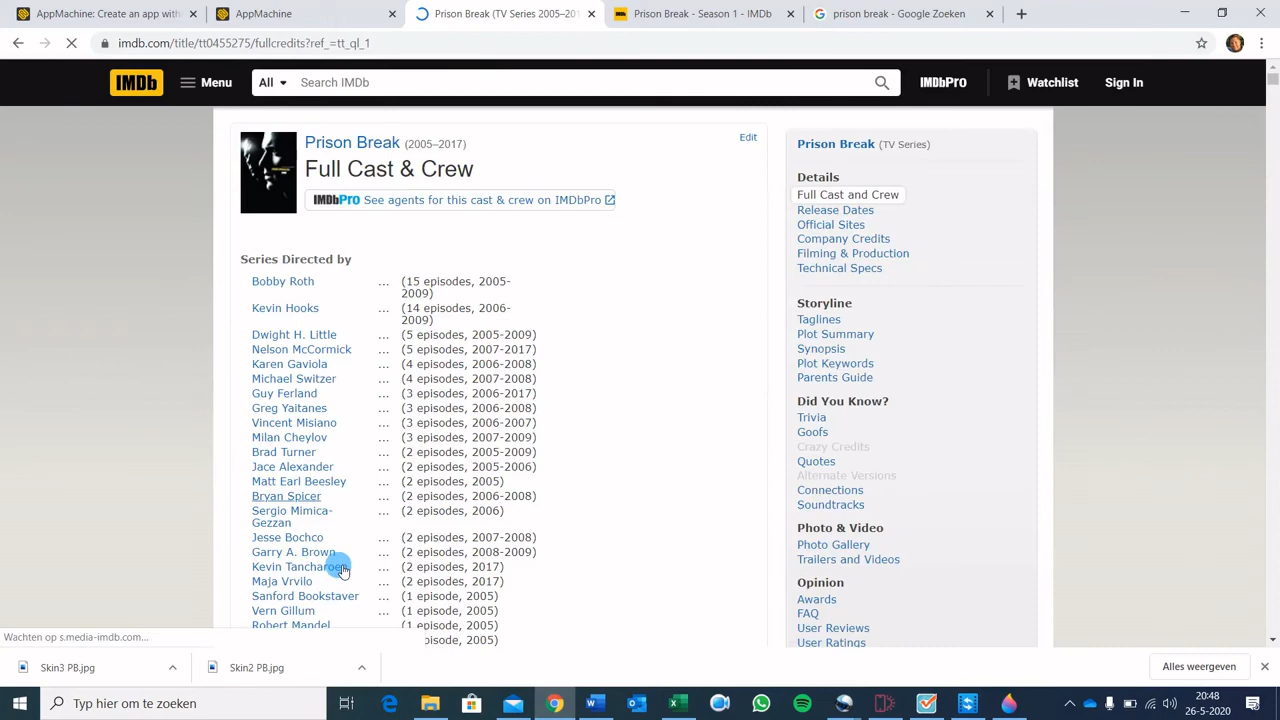 AppMachine: Create an app with
AppMachine
Prison Break (TV Series 2005–201
Prison Break - Season 1 - IMDb
prison break - Google Zoeken
imdb.com/title/tt0455275/fullcredits?ref_=tt_ql_1
IMDb
Menu
All
Search IMDb
IMDbPRO
Watchlist
Sign In
Prison Break (2005–2017)
Edit
Full Cast & Crew
IMDbPro See agents for this cast & crew on IMDbPro
Series Directed by
Bobby Roth ... (15 episodes, 2005-
2009)
Kevin Hooks ... (14 episodes, 2006-
2009)
Dwight H. Little ... (5 episodes, 2005-2009)
Nelson McCormick ... (5 episodes, 2007-2017)
Karen Gaviola ... (4 episodes, 2006-2008)
Michael Switzer ... (4 episodes, 2007-2008)
Guy Ferland ... (3 episodes, 2006-2017)
Greg Yaitanes ... (3 episodes, 2006-2008)
Vincent Misiano ... (3 episodes, 2006-2007)
Milan Cheylov ... (3 episodes, 2007-2009)
Brad Turner ... (2 episodes, 2005-2006)
Jace Alexander ... (2 episodes, 2005-2006)
Matt Earl Beesley ... (2 episodes, 2005)
Bryan Spicer ... (2 episodes, 2006-2008)
Sergio Mimica- ... (2 episodes, 2006)
Gezzan
Jesse Bochco ... (2 episodes, 2007-2008)
Garry A. Brown ... (2 episodes, 2008-2009)
Kevin Tancharoen ... (2 episodes, 2017)
Maja Vrvilo ... (2 episodes, 2017)
Sanford Bookstaver ... (1 episode, 2005)
Vern Gillum ... (1 episode, 2005)
Robert Mandel ... (1 episode, 2005)
isode, 2005)
Prison Break (TV Series)
Details
Full Cast and Crew
Release Dates
Official Sites
Company Credits
Filming & Production
Technical Specs
Storyline
Taglines
Plot Summary
Synopsis
Plot Keywords
Parents Guide
Did You Know?
Trivia
Goofs
Crazy Credits
Quotes
Alternate Versions
Connections
Soundtracks
Photo & Video
Photo Gallery
Trailers and Videos
Opinion
Awards
FAQ
User Reviews
User Ratings
Wachten op s.media-imdb.com...
Skin3 PB.jpg
Skin2 PB.jpg
Alles weergeven
Typ hier om te zoeken
20:48
26-5-2020